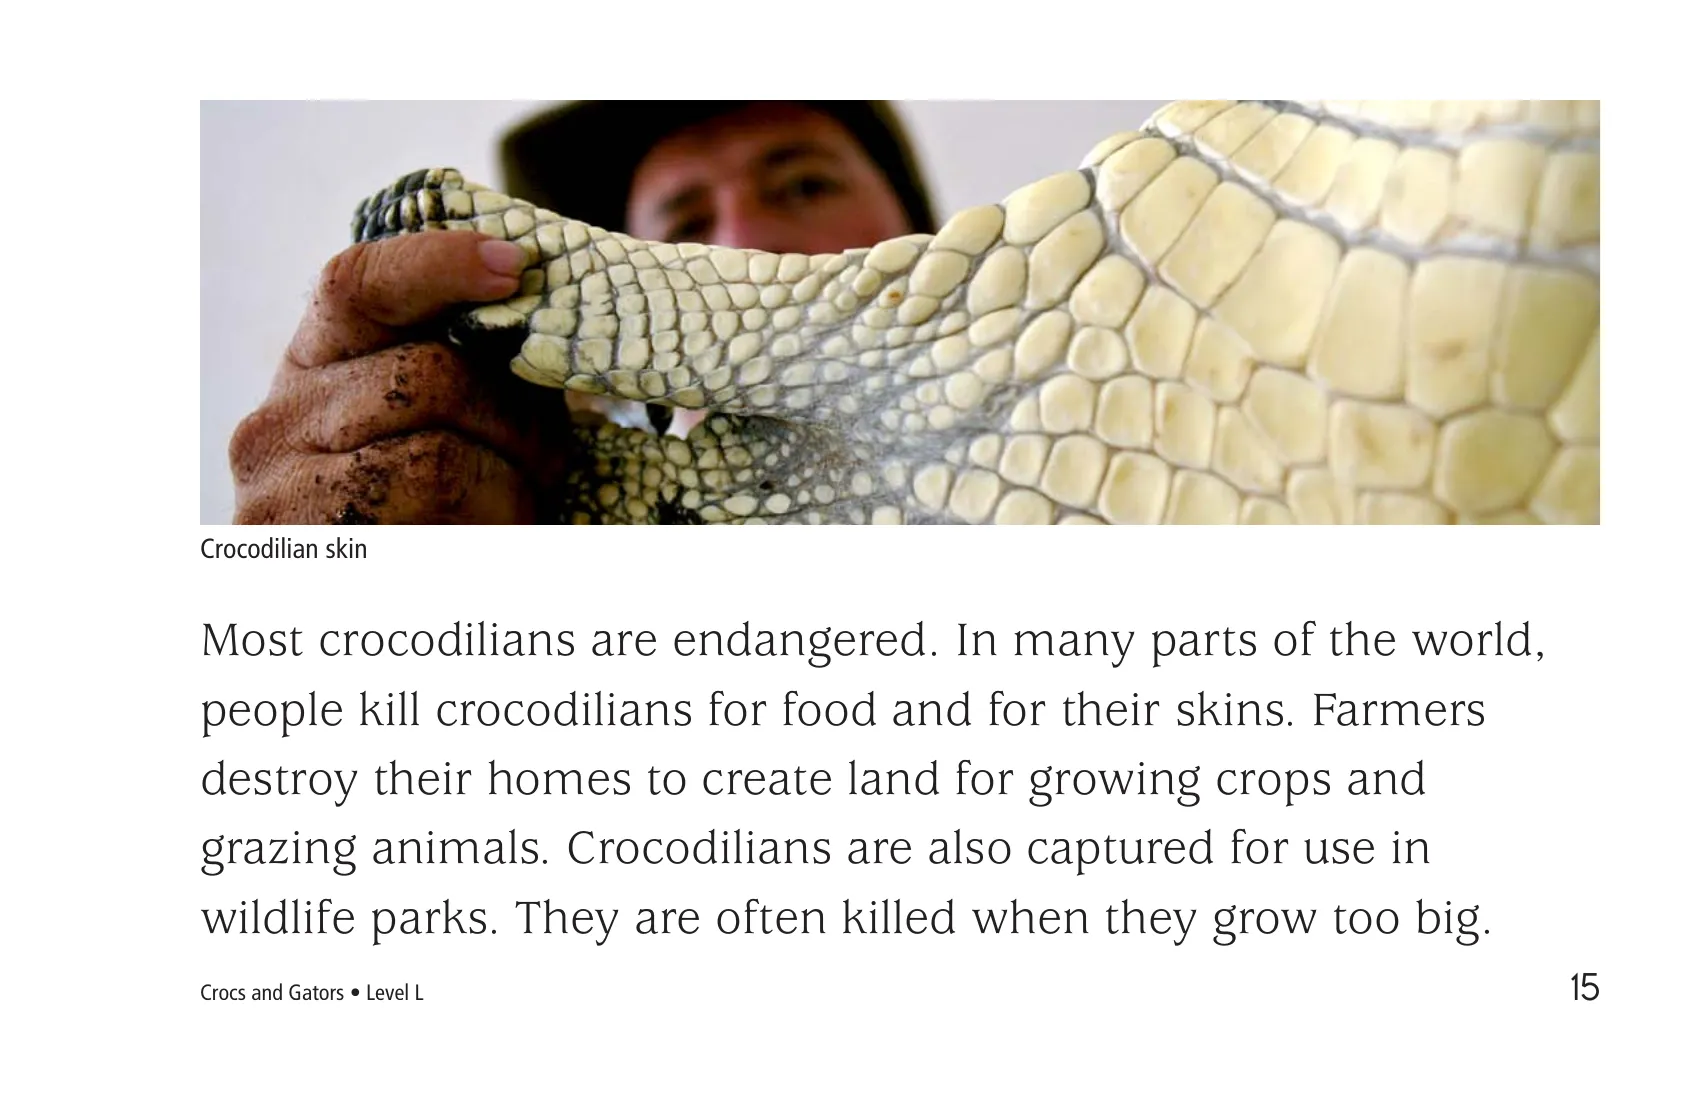 Crocodilian skin
Most crocodilians are endangered. In many parts of the world,
people kill crocodilians for food and for their skins. Farmers
destroy their homes to create land for growing crops and
grazing animals. Crocodilians are also captured for use in
wildlife parks. They are often killed when they grow too big.
Crocs and Gators • Level L
15